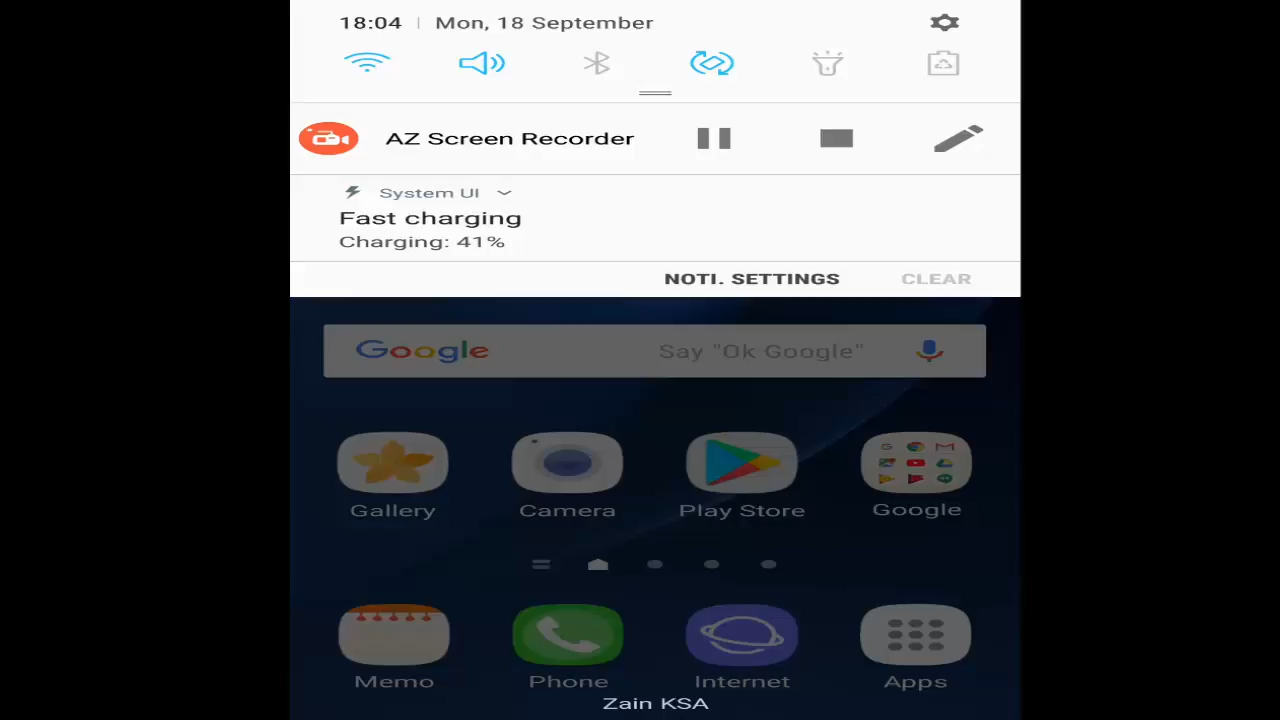 18:04 | Mon, 18 September
AZ Screen Recorder
System UI
Fast charging
Charging: 41%
NOTI. SETTINGS CLEAR
Google Say "Ok Google"
Gallery Camera Play Store Google
Memo Phone Internet Apps
Zain KSA